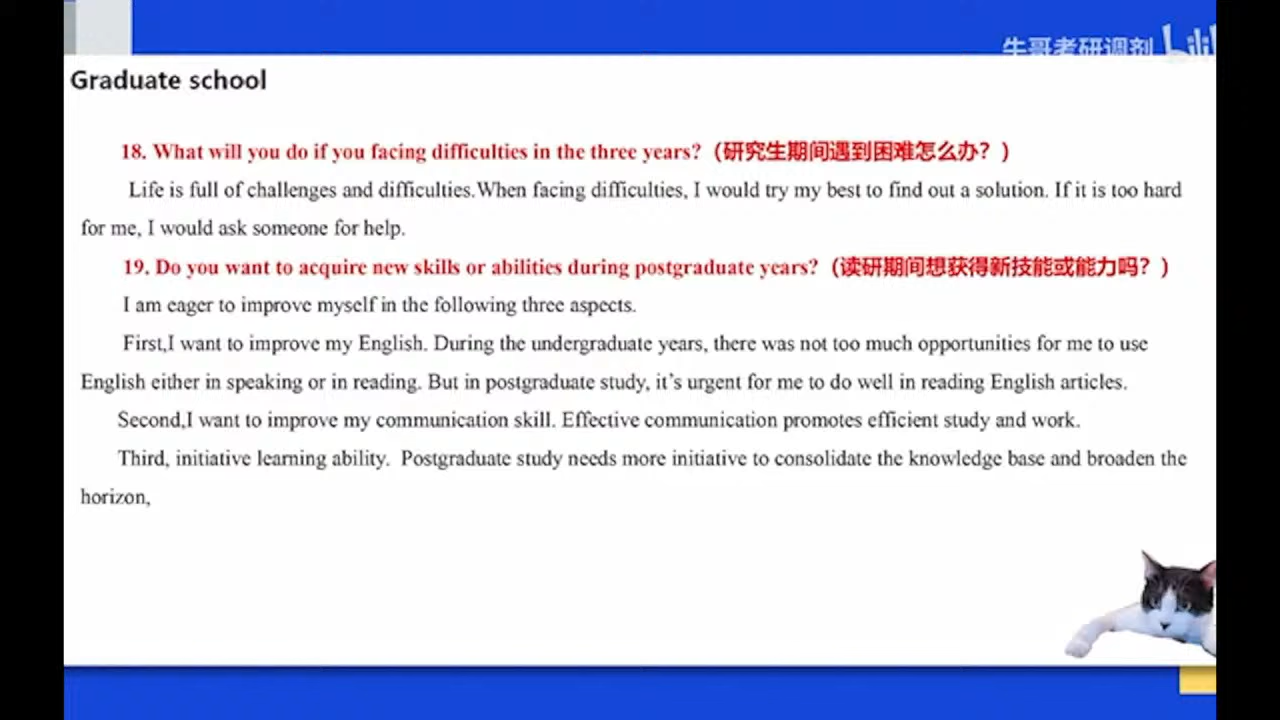 牛哥考研调剂
Graduate school
18. What will you do if you facing difficulties in the three years?（研究生期间遇到困难怎么办？）
Life is full of challenges and difficulties.When facing difficulties, I would try my best to find out a solution. If it is too hard
for me, I would ask someone for help.
19. Do you want to acquire new skills or abilities during postgraduate years?（读研期间想获得新技能或能力吗？）
I am eager to improve myself in the following three aspects.
First,I want to improve my English. During the undergraduate years, there was not too much opportunities for me to use
English either in speaking or in reading. But in postgraduate study, it’s urgent for me to do well in reading English articles.
Second,I want to improve my communication skill. Effective communication promotes efficient study and work.
Third, initiative learning ability.  Postgraduate study needs more initiative to consolidate the knowledge base and broaden the
horizon,